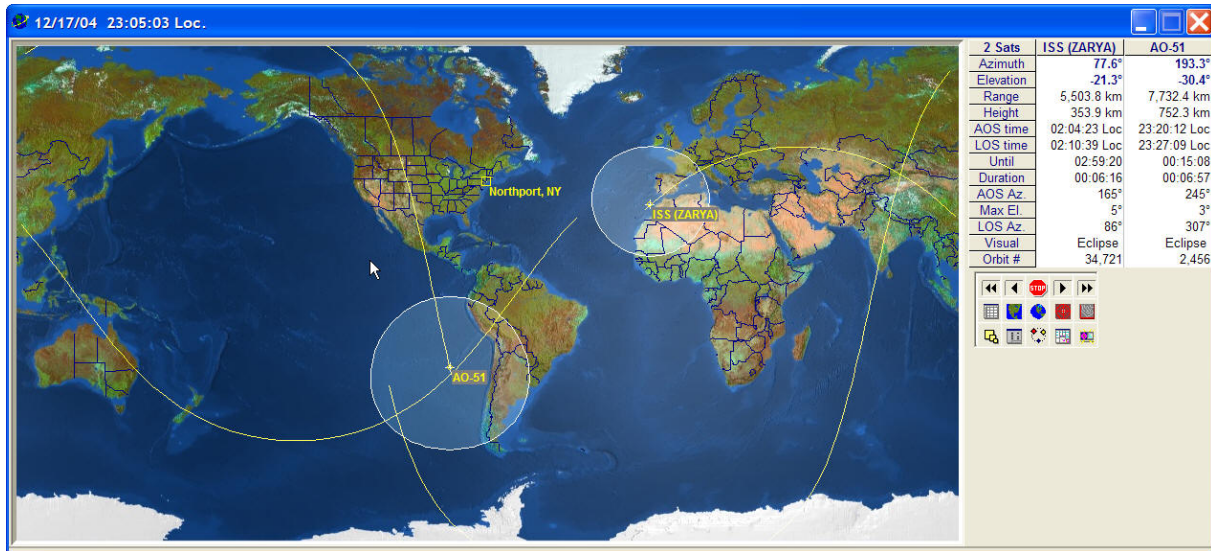 12/17/04 23:05:03 Loc.
2 Sats ISS (ZARYA) AO-51
Azimuth 77.6° 193.3°
Elevation -21.3° -30.4°
Range 5,503.8 km 7,732.4 km
Height 353.9 km 752.3 km
AOS time 02:04:23 Loc 23:20:12 Loc
LOS time 02:10:39 Loc 23:27:09 Loc
Until 02:59:20 00:15:08
Duration 00:06:16 00:06:57
AOS Az. 165° 245°
Max El. 5° 3°
LOS Az. 86° 307°
Visual Eclipse Eclipse
Orbit # 34,721 2,456
Northport, NY
ISS (ZARYA)
AO-51
STOP